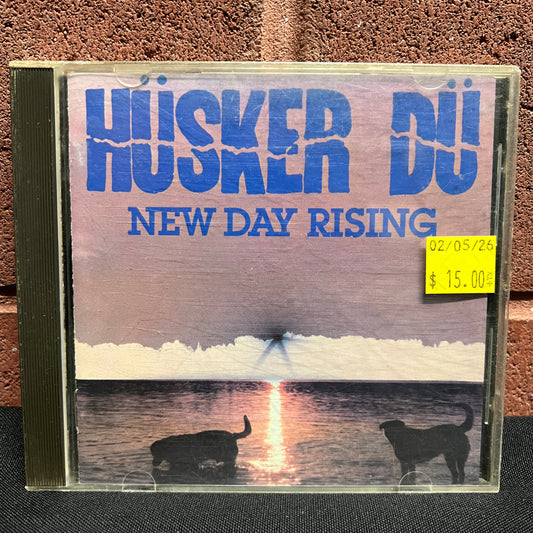 HÜSKER DÜ
NEW DAY RISING
02/05/26
$ 15.00